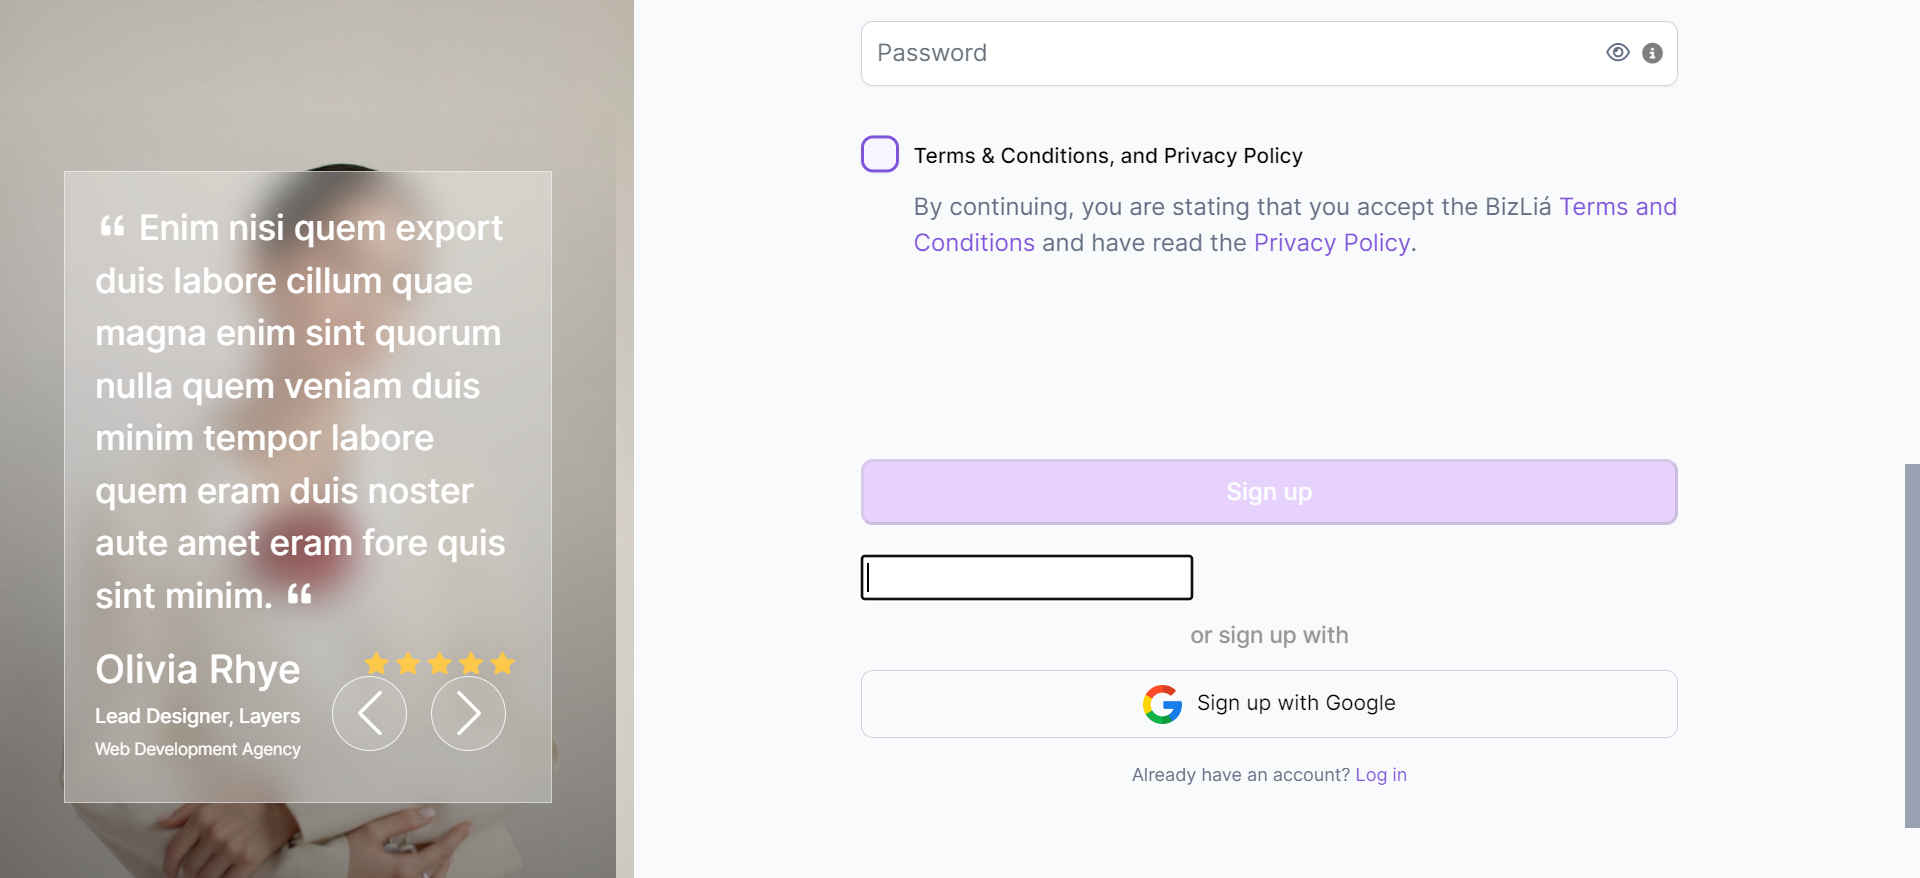 “ Enim nisi quem export
duis labore cillum quae
magna enim sint quorum
nulla quem veniam duis
minim tempor labore
quem eram duis noster
aute amet eram fore quis
sint minim. “
Olivia Rhye
Lead Designer, Layers
Web Development Agency
Password
Terms & Conditions, and Privacy Policy
By continuing, you are stating that you accept the BizLiá Terms and
Conditions and have read the Privacy Policy.
Sign up
or sign up with
Sign up with Google
Already have an account? Log in